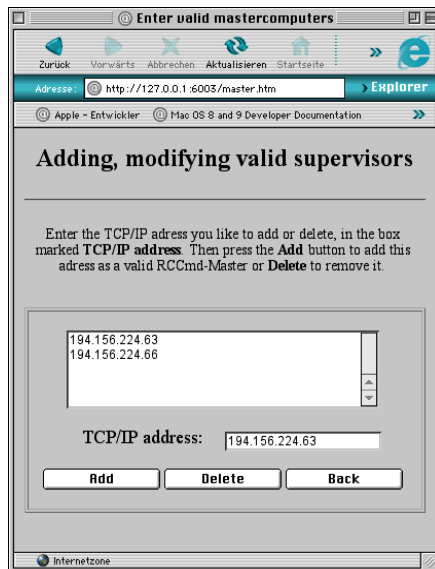 Enter valid mastercomputers
Zurück Vorwärts Abbrechen Aktualisieren Startseite »
Adresse: http://127.0.0.1:6003/master.htm Explorer
Apple - Entwickler Mac OS 8 and 9 Developer Documentation »
Adding, modifying valid supervisors
Enter the TCP/IP adress you like to add or delete, in the box
marked TCP/IP address. Then press the Add button to add this
adress as a valid RCCmd-Master or Delete to remove it.
194.156.224.63
194.156.224.66
TCP/IP address: 194.156.224.63
Add Delete Back
Internetzone